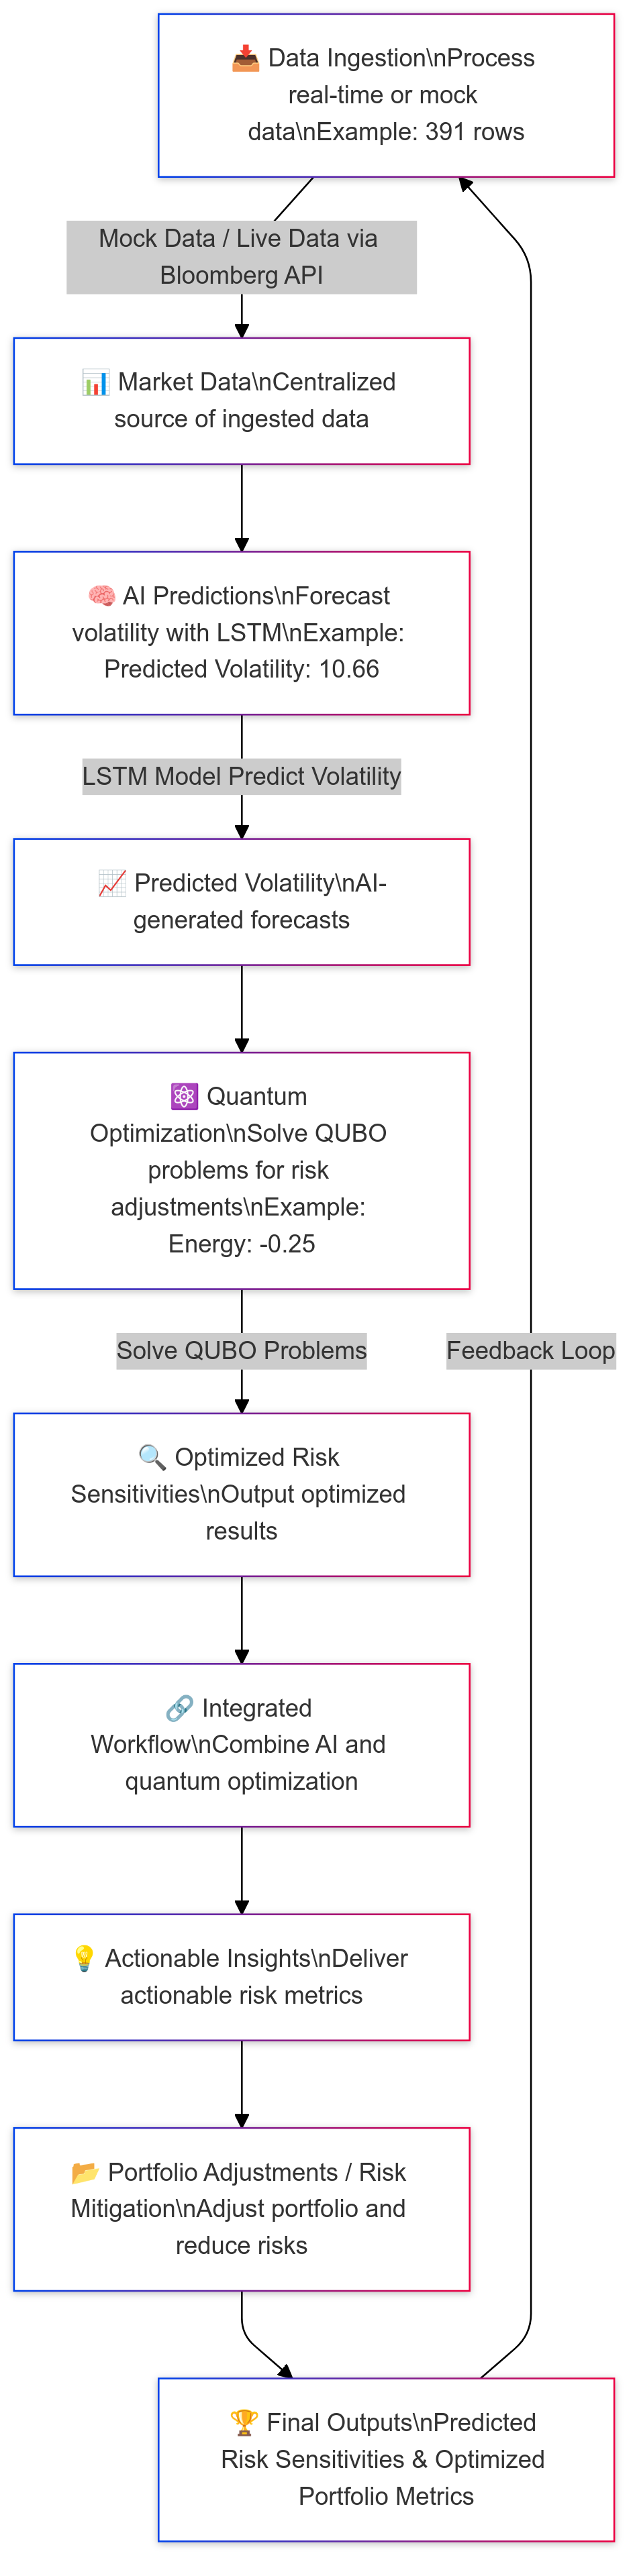 📥 Data Ingestion\nProcess
real-time or mock
data\nExample: 391 rows
Mock Data / Live Data via
Bloomberg API
📊 Market Data\nCentralized
source of ingested data
🧠 AI Predictions\nForecast
volatility with LSTM\nExample:
Predicted Volatility: 10.66
LSTM Model Predict Volatility
📈 Predicted Volatility\nAI-
generated forecasts
⚛️ Quantum
Optimization\nSolve QUBO
problems for risk
adjustments\nExample:
Energy: -0.25
Solve QUBO Problems
Feedback Loop
🔍 Optimized Risk
Sensitivities\nOutput optimized
results
🔗 Integrated
Workflow\nCombine AI and
quantum optimization
💡 Actionable Insights\nDeliver
actionable risk metrics
📂 Portfolio Adjustments / Risk
Mitigation\nAdjust portfolio and
reduce risks
🏆 Final Outputs\nPredicted
Risk Sensitivities & Optimized
Portfolio Metrics